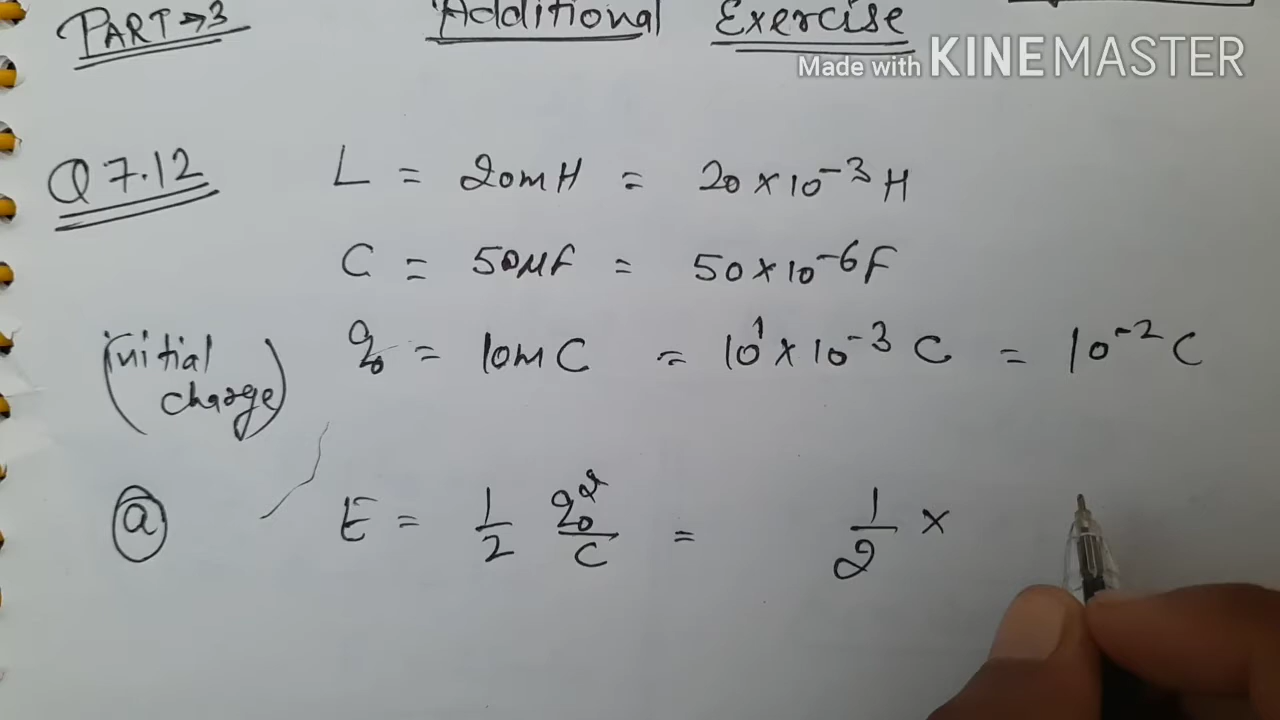 PART→3 Additional Exercise
Made with KINEMASTER
Q 7.12 L = 20mH = 20 × 10⁻³ H
C = 50μF = 50 × 10⁻⁶ F
(initial charge) q₀ = 10mC = 10¹ × 10⁻³ C = 10⁻² C
(a) E = 1/2 q₀²/C = 1/2 ×